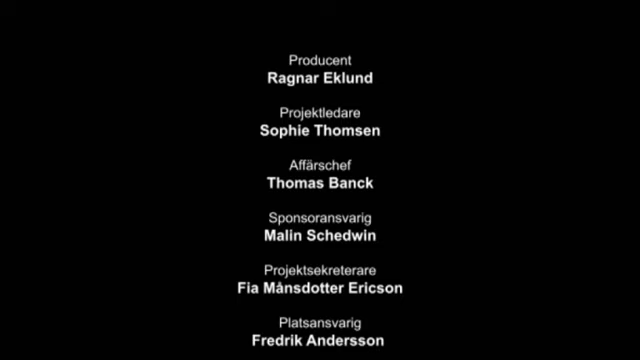 Producent
Ragnar Eklund
Projektledare
Sophie Thomsen
Affärschef
Thomas Banck
Sponsoransvarig
Malin Schedwin
Projektsekreterare
Fia Månsdotter Ericson
Platsansvarig
Fredrik Andersson